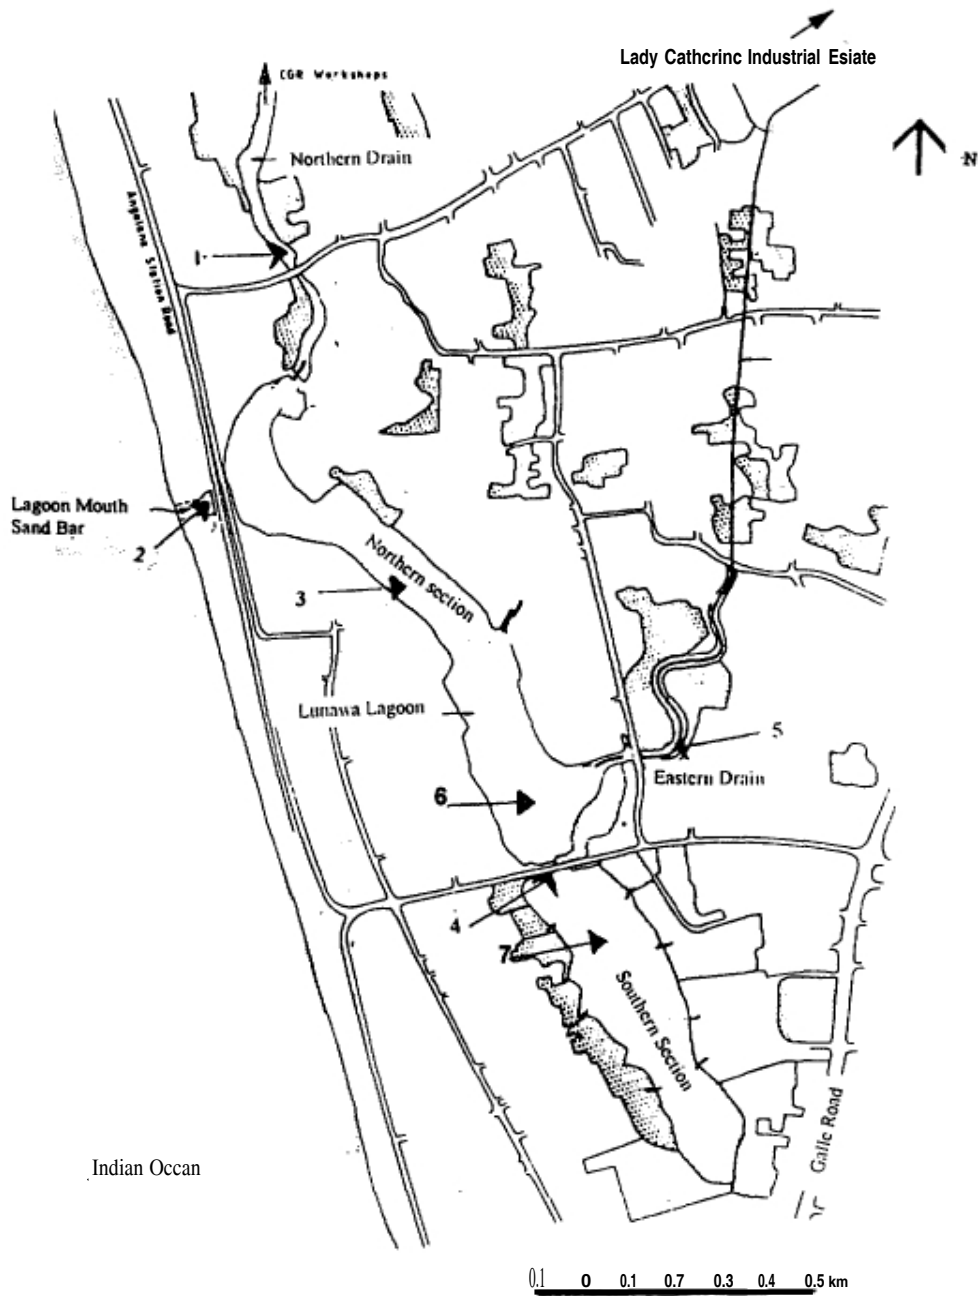 Lady Cathcrinc Industrial Esiate
CGR Workshops
N
Northern Drain
Angulana Station Road
1
Lagoon Mouth
Sand Bar
2
Northern section
3
Lunawa Lagoon
5
Eastern Drain
6
4
7
Southern Section
Galle Road
Indian Occan
0.1 0 0.1 0.7 0.3 0.4 0.5 km